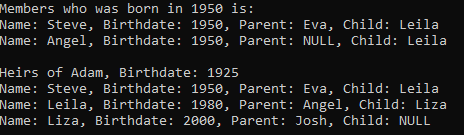 Members who was born in 1950 is:
Name: Steve, Birthdate: 1950, Parent: Eva, Child: Leila
Name: Angel, Birthdate: 1950, Parent: NULL, Child: Leila

Heirs of Adam, Birthdate: 1925
Name: Steve, Birthdate: 1950, Parent: Eva, Child: Leila
Name: Leila, Birthdate: 1980, Parent: Angel, Child: Liza
Name: Liza, Birthdate: 2000, Parent: Josh, Child: NULL